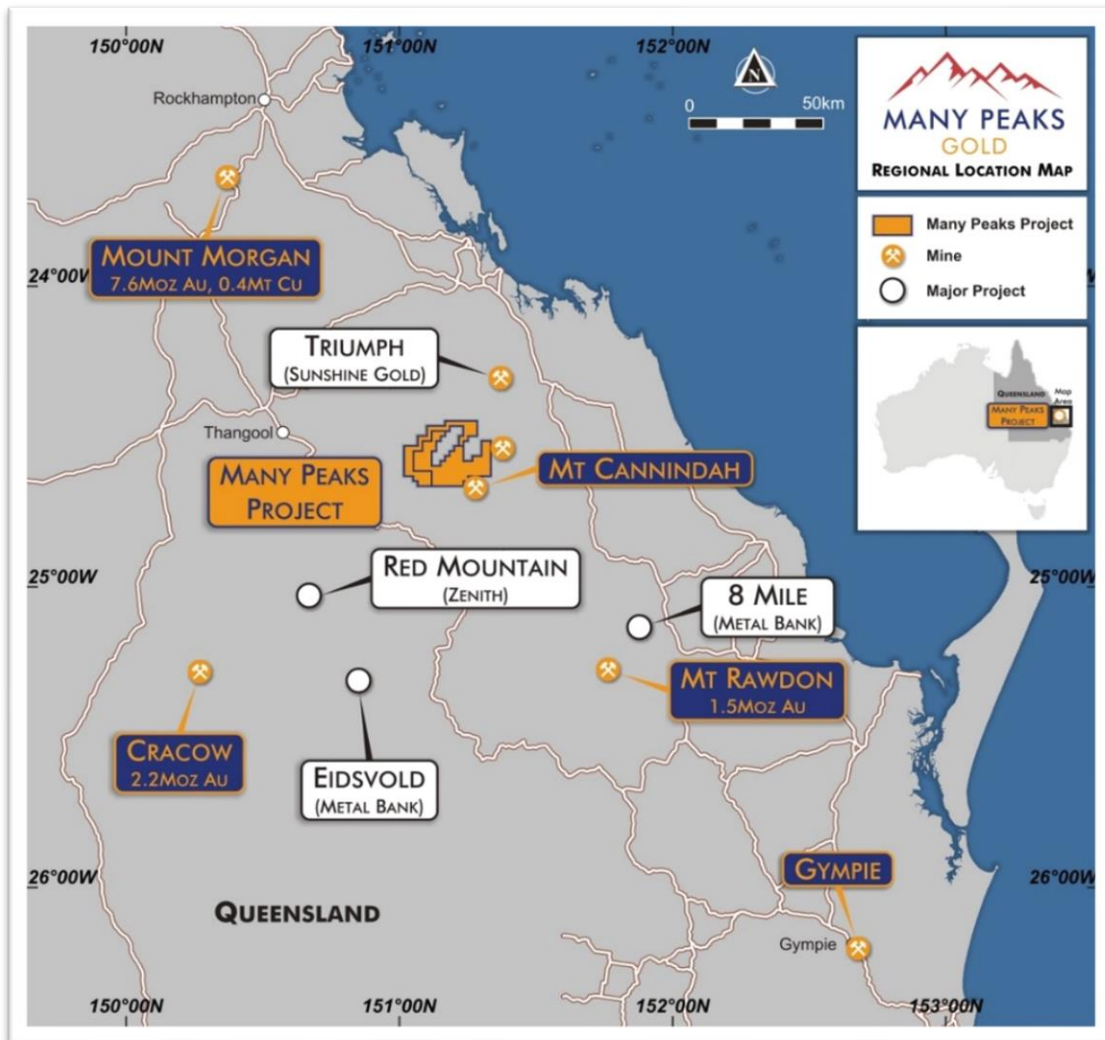 150°00N
151°00N
152°00N
N
0
50km
MANY PEAKS
GOLD
REGIONAL LOCATION MAP
Many Peaks Project
Mine
Major Project
QUEENSLAND
Map
Area
MANY PEAKS
PROJECT
Rockhampton
MOUNT MORGAN
7.6MOZ AU, 0.4MT CU
24°00W
TRIUMPH
(SUNSHINE GOLD)
Thangool
MANY PEAKS
PROJECT
MT CANNINDAH
25°00W
25°00W
RED MOUNTAIN
(ZENITH)
8 MILE
(METAL BANK)
MT RAWDON
1.5MOZ AU
CRACOW
2.2MOZ AU
EIDSVOLD
(METAL BANK)
GYMPIE
26°00W
26°00W
QUEENSLAND
Gympie
150°00N
151°00N
152°00N
153°00N